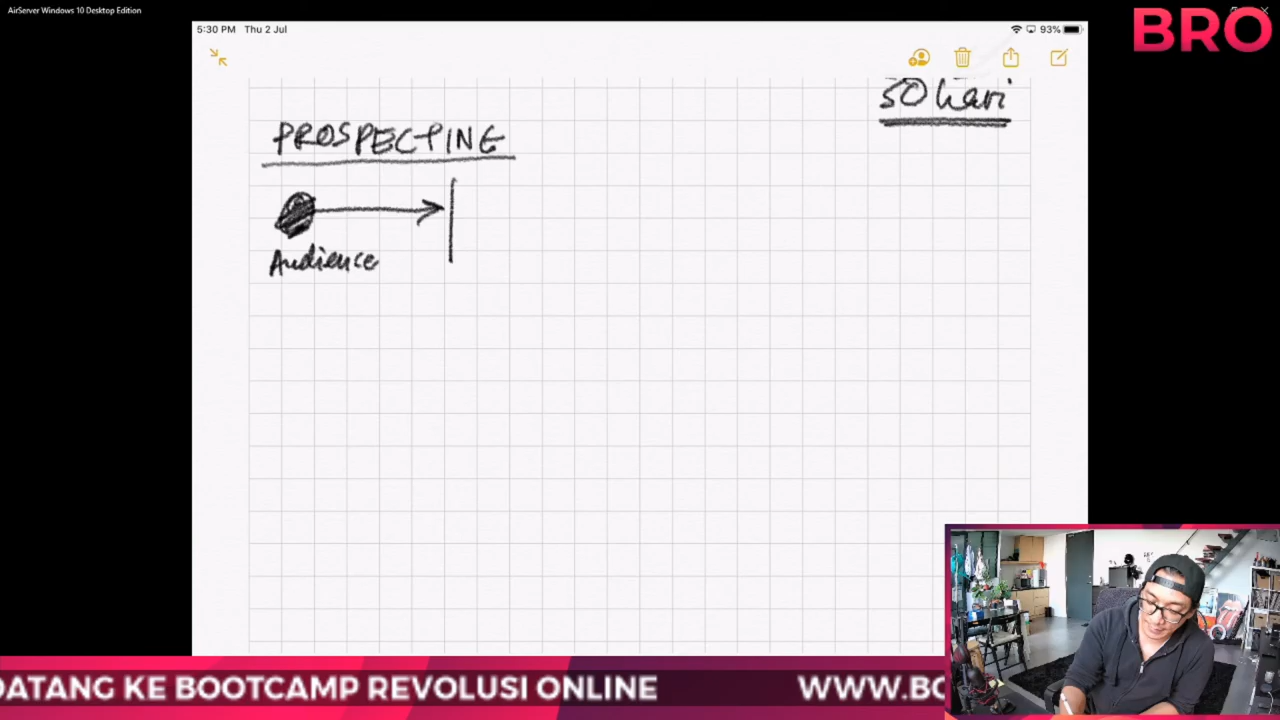 AirServer Windows 10 Desktop Edition
BRO
5:30 PM Thu 2 Jul
93%
50 hari
PROSPECTING
Audience
DATANG KE BOOTCAMP REVOLUSI ONLINE
WWW.BO